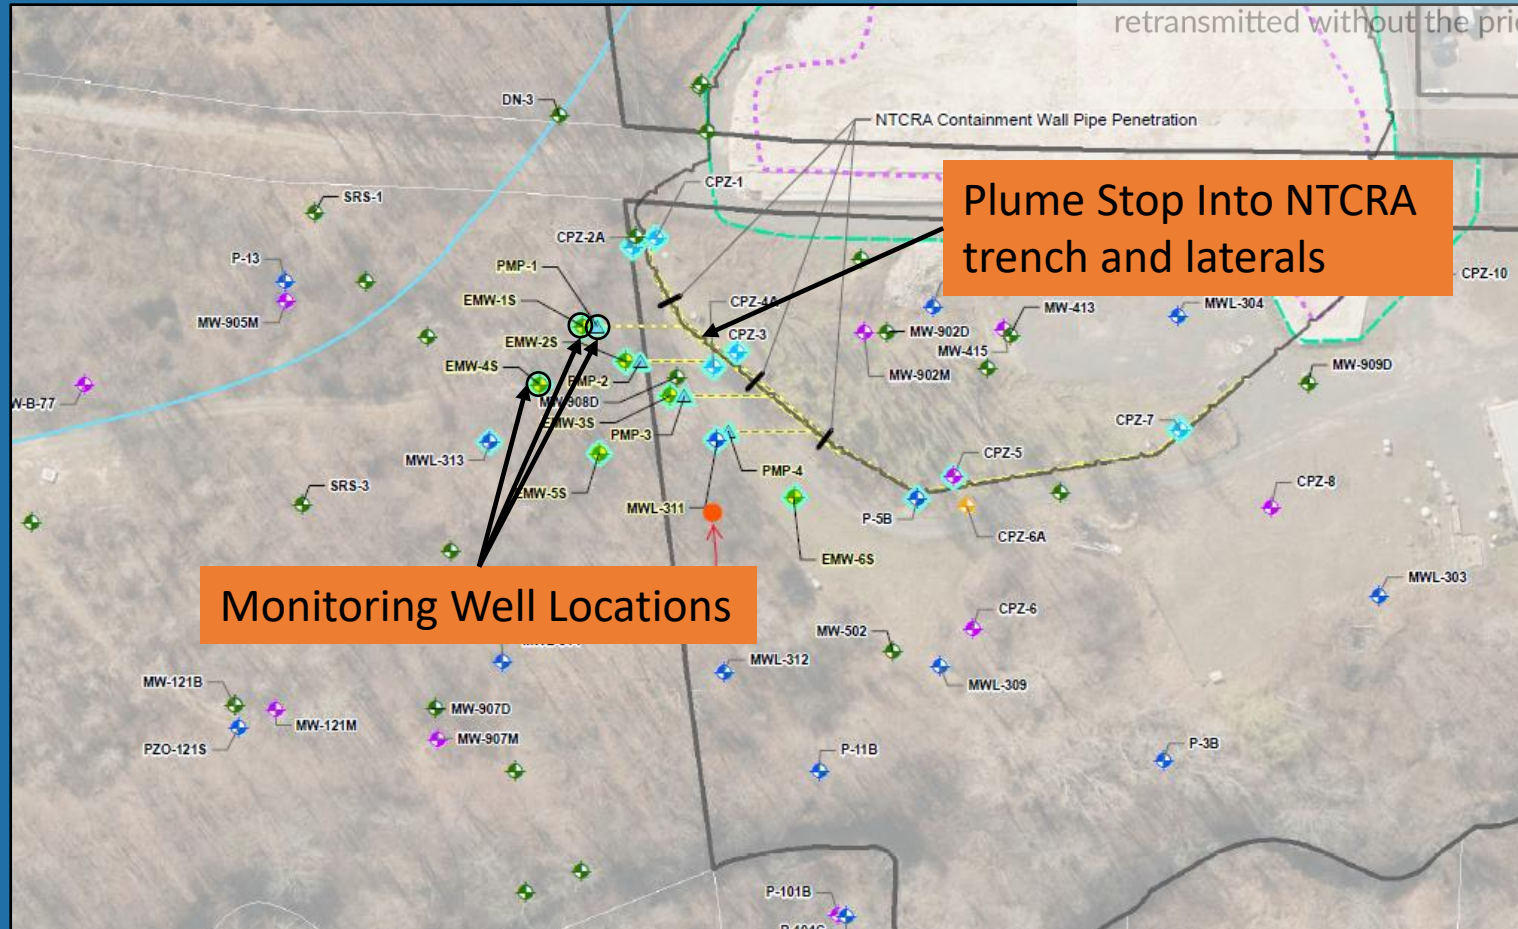 retransmitted without the
DN-3
NTCRA Containment Wall Pipe Penetration
CPZ-1
Plume Stop Into NTCRA
trench and laterals
SRS-1
CPZ-2A
P-13
PMP-1
CPZ-10
EMW-1S
CPZ-4A
MWL-304
MW-413
MW-905M
EMW-2S
CPZ-3
MW-902D
MW-415
EMW-4S
PMP-2
MW-902M
MW-909D
MW-908D
W-B-77
EMW-3S
PMP-3
CPZ-7
MWL-313
CPZ-5
PMP-4
SRS-3
EMW-5S
CPZ-8
MWL-311
P-5B
CPZ-6A
EMW-6S
MWL-303
Monitoring Well Locations
CPZ-6
MW-502
MWL-312
MWL-309
MW-121B
MW-907D
MW-121M
MW-907M
PZO-121S
P-11B
P-3B
P-101B